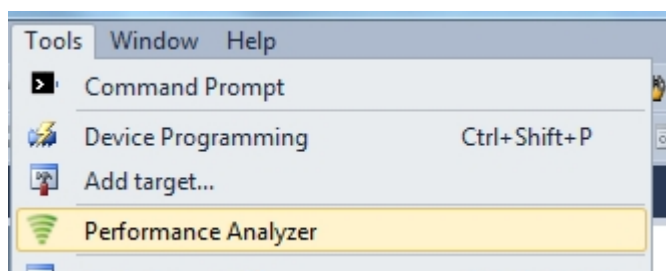 Tools Window Help
Command Prompt
Device Programming Ctrl+Shift+P
Add target...
Performance Analyzer